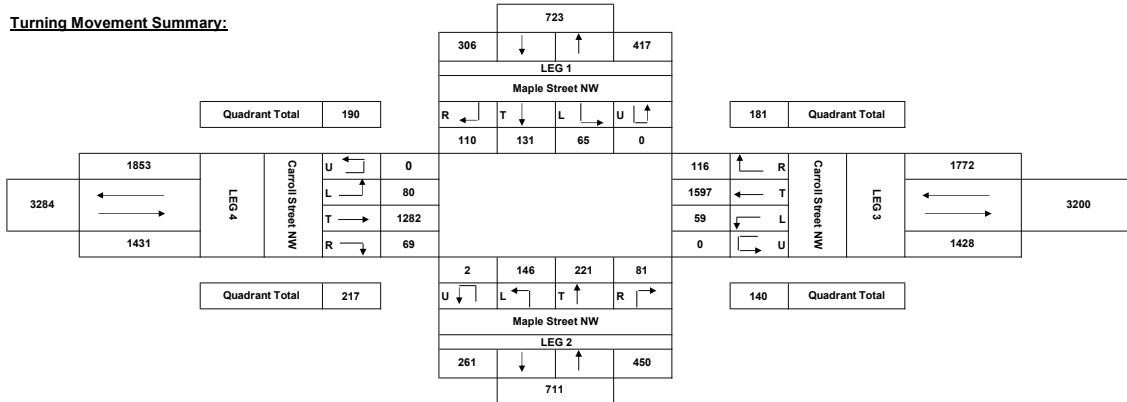 Turning Movement Summary:
723
306 417
LEG 1
Maple Street NW
Quadrant Total 190
R T L U
181 Quadrant Total
110 131 65 0
1853
U 0
116 R
1772
3284
LEG 4
Carroll Street NW
L 80
1597 T
Carroll Street NW
LEG 3
3200
T 1282
59 L
1431
R 69
0 U
1428
2 146 221 81
Quadrant Total 217
U L T R
140 Quadrant Total
Maple Street NW
LEG 2
261 450
711